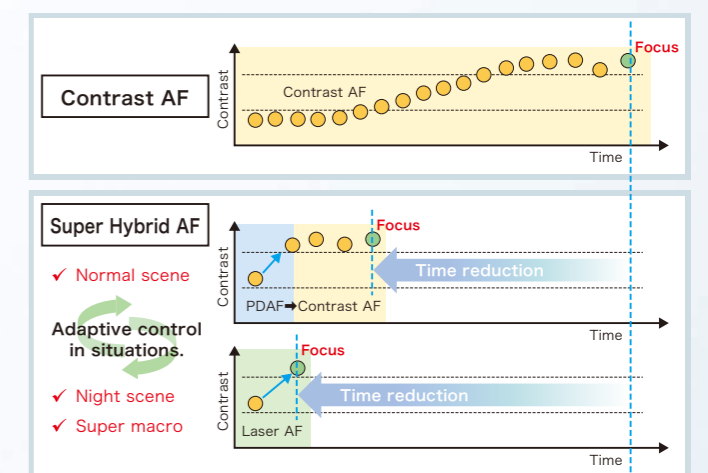 Contrast AF
Contrast
Contrast AF
Focus
Time
Super Hybrid AF
✓ Normal scene
Adaptive control
in situations.
✓ Night scene
✓ Super macro
Contrast
Focus
Time reduction
PDAF➡Contrast AF
Time
Contrast
Focus
Time reduction
Laser AF
Time